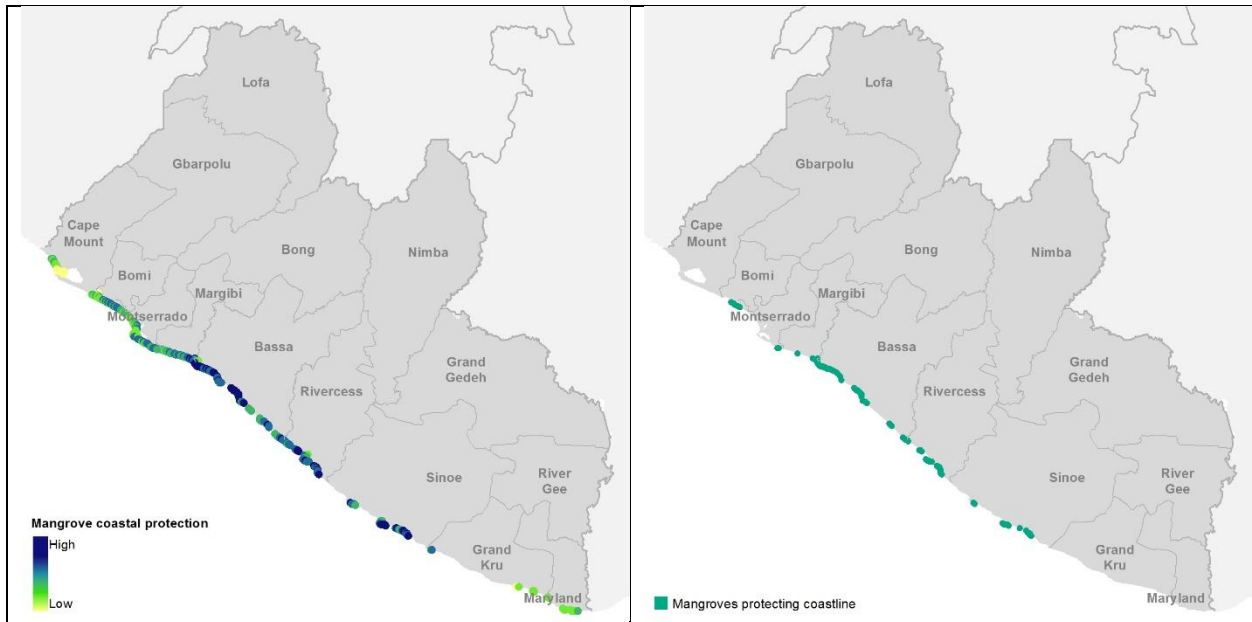 Lofa
Gbarpolu
Cape
Mount
Bong
Nimba
Bomi
Margibi
Montserrado
Bassa
Grand
Gedeh
Rivercess
Sinoe
River
Gee
Grand
Kru
Maryland
Mangrove coastal protection
High
Low
Lofa
Gbarpolu
Cape
Mount
Bong
Nimba
Bomi
Margibi
Montserrado
Bassa
Grand
Gedeh
Rivercess
Sinoe
River
Gee
Grand
Kru
Maryland
Mangroves protecting coastline